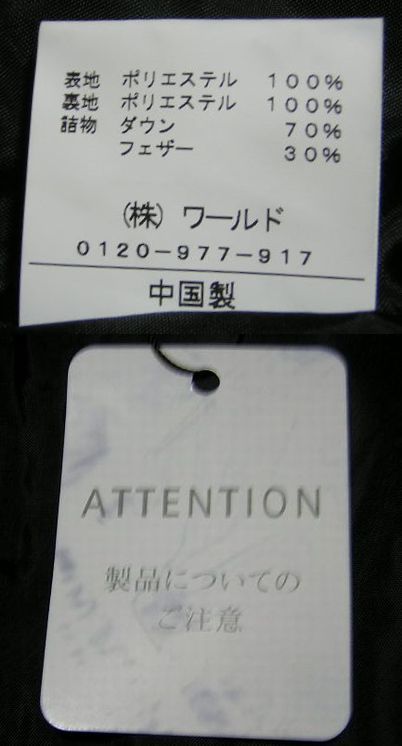 表地 ポリエステル 100%
裏地 ポリエステル 100%
詰物 ダウン 70%
フェザー 30%
(株) ワールド
0120-977-917
中国製
ATTENTION
製品についての
ご注意